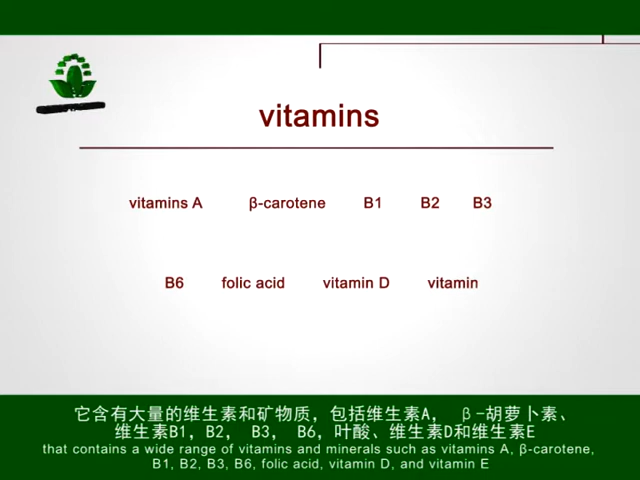 vitamins
vitamins A β-carotene B1 B2 B3
B6 folic acid vitamin D vitamin
它含有大量的维生素和矿物质，包括维生素A， β-胡萝卜素、
维生素B1，B2， B3， B6，叶酸、维生素D和维生素E
that contains a wide range of vitamins and minerals such as vitamins A, β-carotene,
B1, B2, B3, B6, folic acid, vitamin D, and vitamin E